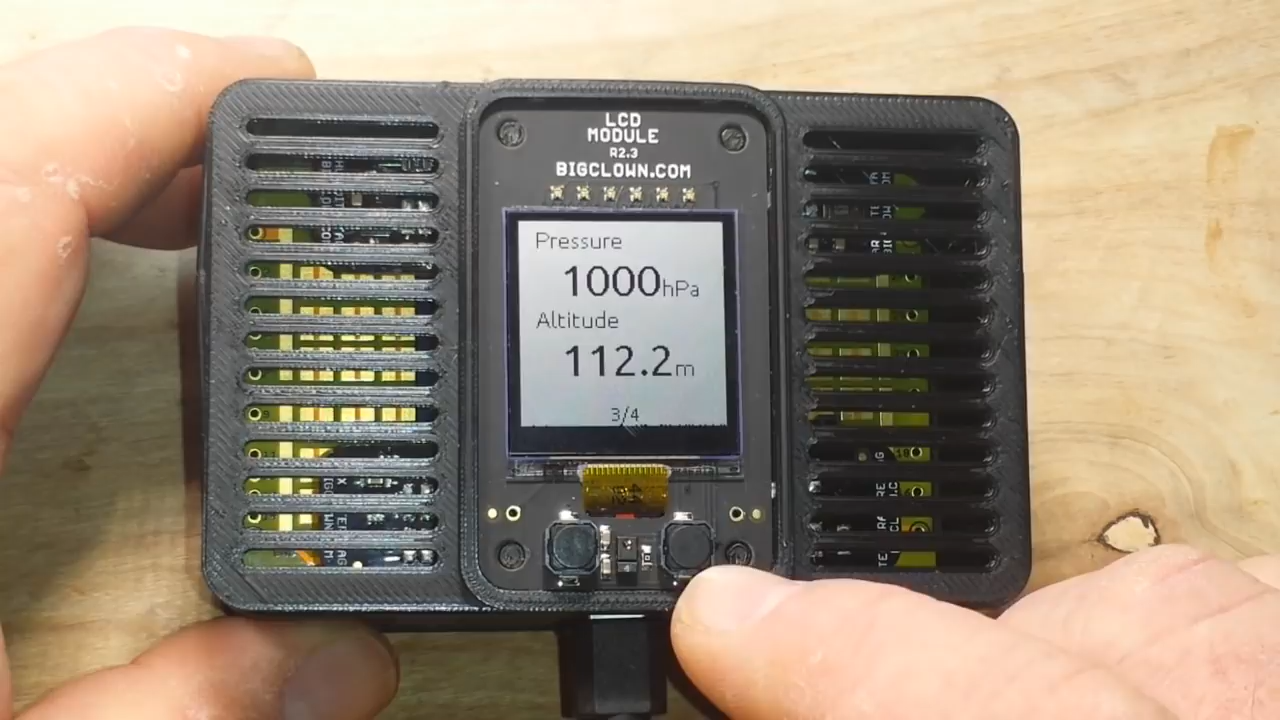 LCD
MODULE
R2.3
BIGCLOWN.COM
Pressure
1000hPa
Altitude
112.2m
3/4